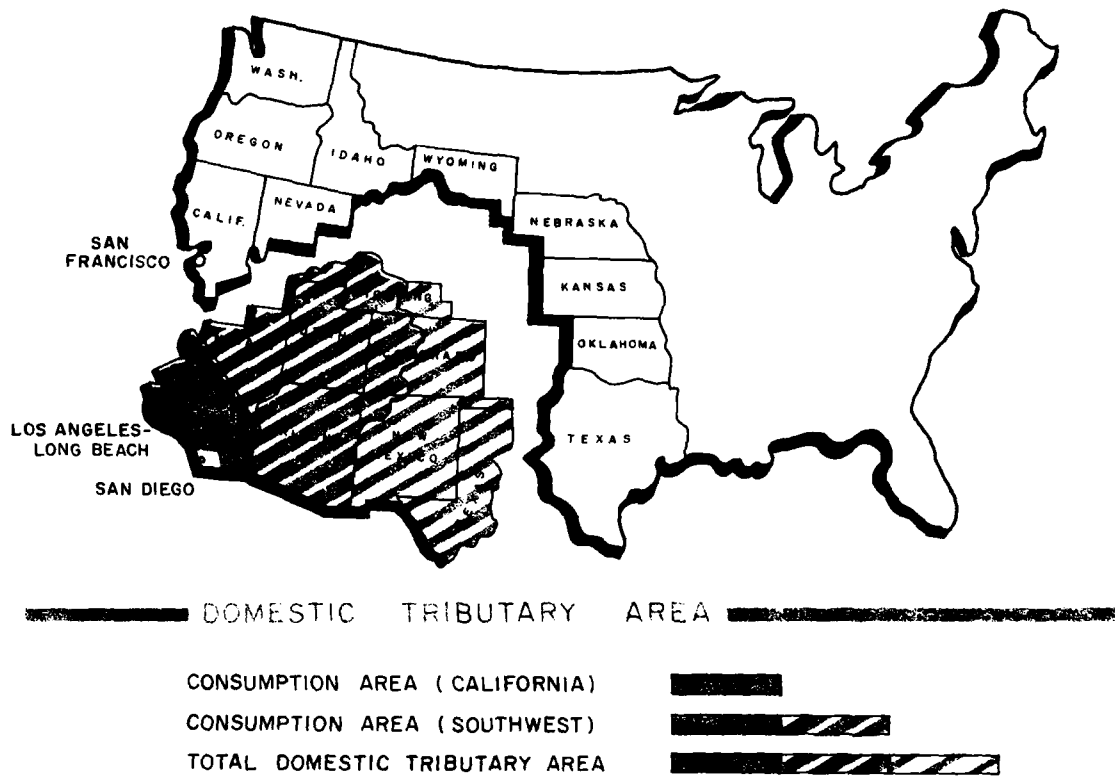 WASH.
OREGON
IDAHO
WYOMING
NEVADA
CALIF.
NEBRASKA
SAN
FRANCISCO
KANSAS
OKLAHOMA
TEXAS
LOS ANGELES-
LONG BEACH
SAN DIEGO
DOMESTIC TRIBUTARY AREA
CONSUMPTION AREA (CALIFORNIA)
CONSUMPTION AREA (SOUTHWEST)
TOTAL DOMESTIC TRIBUTARY AREA